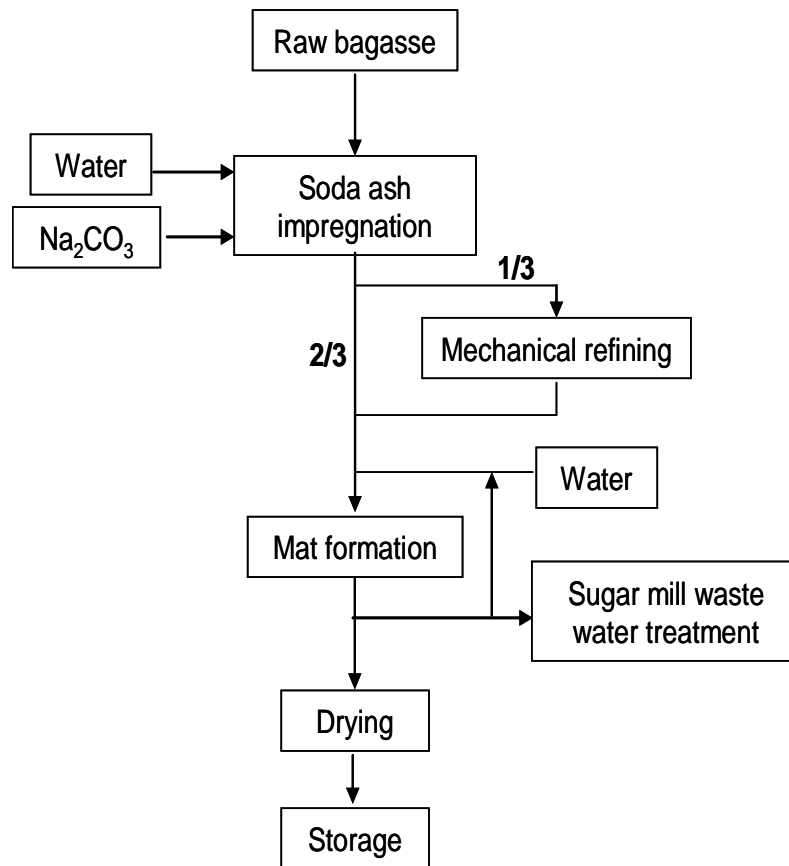 Raw bagasse
Water
Soda ash
impregnation
Na₂CO₃
1/3
2/3
Mechanical refining
Water
Mat formation
Sugar mill waste
water treatment
Drying
Storage